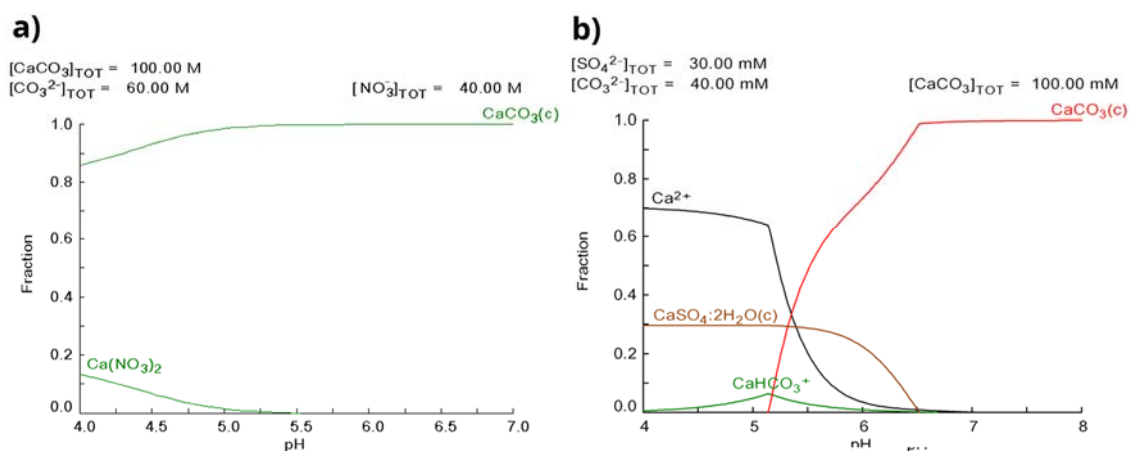 a)
[CaCO₃]TOT = 100.00 M
[CO₃²⁻]TOT = 60.00 M
[NO₃⁻]TOT = 40.00 M
CaCO₃(c)
1.0
0.8
0.6
0.4
0.2
0.0
Fraction
Ca(NO₃)₂
4.0 4.5 5.0 5.5 6.0 6.5 7.0
pH
b)
[SO₄²⁻]TOT = 30.00 mM
[CO₃²⁻]TOT = 40.00 mM
[CaCO₃]TOT = 100.00 mM
CaCO₃(c)
1.0
0.8
0.6
0.4
0.2
0.0
Fraction
Ca²⁺
CaSO₄:2H₂O(c)
CaHCO₃⁺
4 5 6 7 8
pH